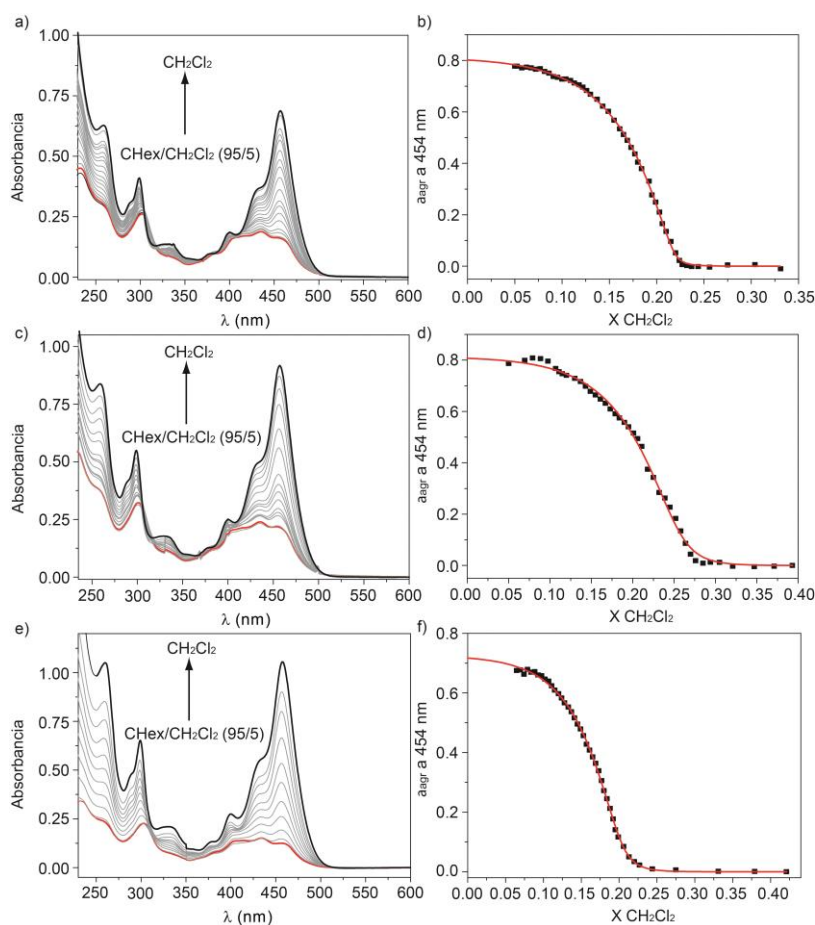 a)
1.00
0.75
0.50
0.25
0.00
Absorbancia
CH₂Cl₂
CHex/CH₂Cl₂ (95/5)
250 300 350 400 450 500 550 600
λ (nm)
b)
1.0
0.8
0.6
0.4
0.2
0.0
aagr a 454 nm
0.00 0.05 0.10 0.15 0.20 0.25 0.30 0.35
X CH₂Cl₂
c)
1.00
0.75
0.50
0.25
0.00
Absorbancia
CH₂Cl₂
CHex/CH₂Cl₂ (95/5)
250 300 350 400 450 500 550 600
λ (nm)
d)
1.0
0.8
0.6
0.4
0.2
0.0
aagr a 454 nm
0.00 0.05 0.10 0.15 0.20 0.25 0.30 0.35 0.40
X CH₂Cl₂
e)
1.00
0.75
0.50
0.25
0.00
Absorbancia
CH₂Cl₂
CHex/CH₂Cl₂ (95/5)
250 300 350 400 450 500 550 600
λ (nm)
f)
0.8
0.6
0.4
0.2
0.0
aagr a 454 nm
0.00 0.05 0.10 0.15 0.20 0.25 0.30 0.35 0.40
X CH₂Cl₂